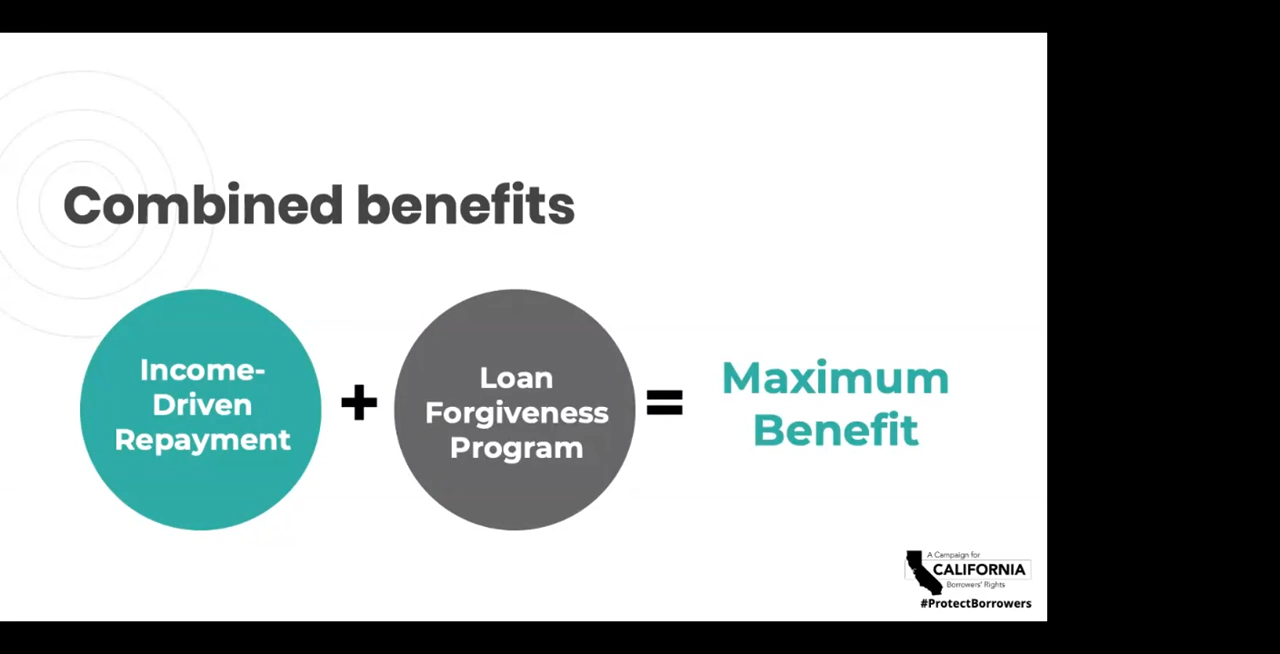 Combined benefits
Income-
Driven
Repayment
+
Loan
Forgiveness
Program
=
Maximum
Benefit
A Campaign for
CALIFORNIA
Borrowers' Rights
#ProtectBorrowers